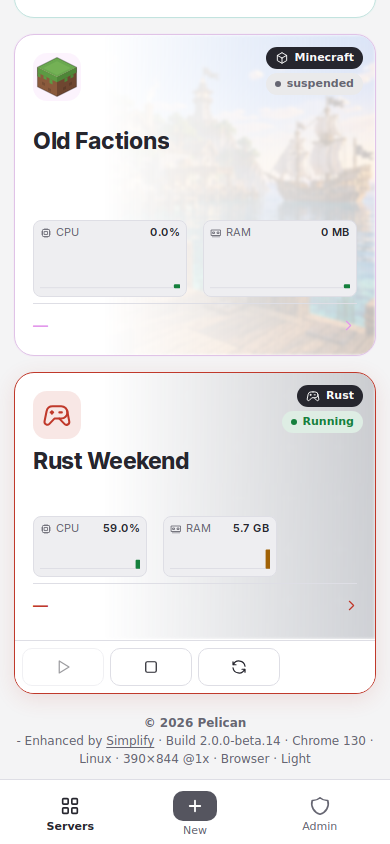 Minecraft
suspended
Old Factions
CPU 0.0%
RAM 0 MB
—
Rust
Running
Rust Weekend
CPU 59.0%
RAM 5.7 GB
—
© 2026 Pelican
- Enhanced by Simplify · Build 2.0.0-beta.14 · Chrome 130 ·
Linux · 390×844 @1x · Browser · Light
Servers
New
Admin